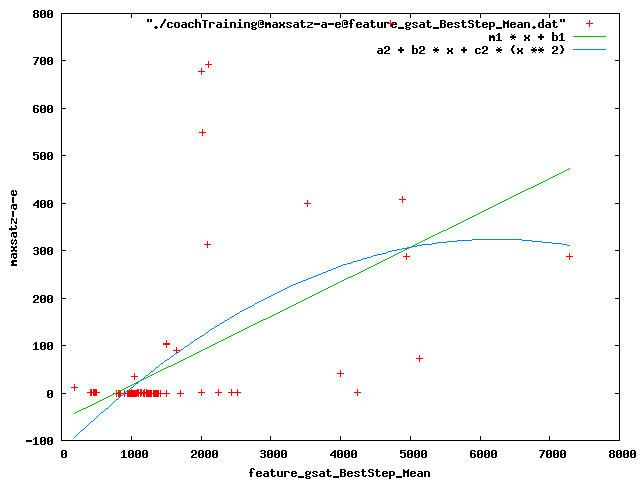 "./coachTraining@maxsatz-a-e@feature_gsat_BestStep_Mean.dat"
m1 * x + b1
a2 + b2 * x + c2 * (x ** 2)
800
700
600
500
400
300
200
100
0
-100
maxsatz-a-e
0 1000 2000 3000 4000 5000 6000 7000 8000
feature_gsat_BestStep_Mean